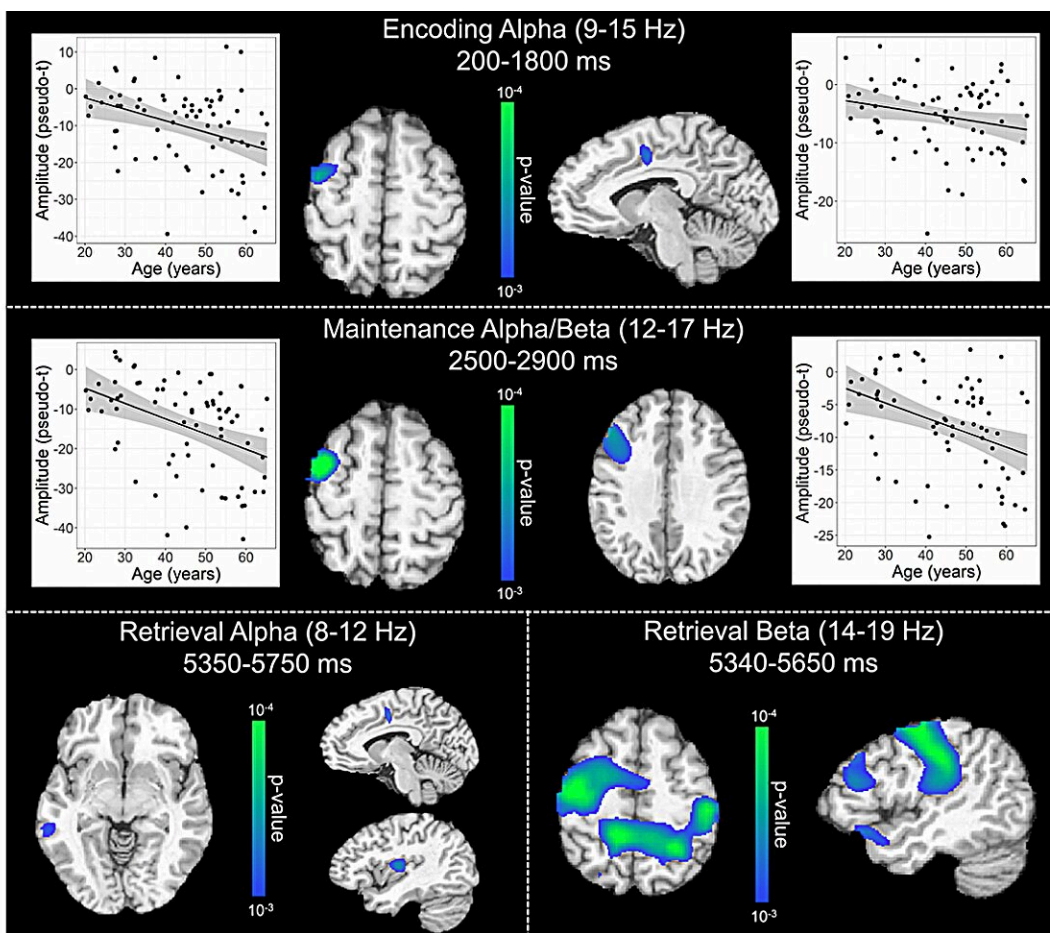 Encoding Alpha (9-15 Hz)
200-1800 ms
Amplitude (pseudo-t)
10
0
-10
-20
-30
-40
20 30 40 50 60
Age (years)
10⁻⁴
p-value
10⁻³
Amplitude (pseudo-t)
0
-10
-20
20 30 40 50 60
Age (years)
Maintenance Alpha/Beta (12-17 Hz)
2500-2900 ms
Amplitude (pseudo-t)
0
-10
-20
-30
-40
20 30 40 50 60
Age (years)
10⁻⁴
p-value
10⁻³
Amplitude (pseudo-t)
0
-5
-10
-15
-20
-25
20 30 40 50 60
Age (years)
Retrieval Alpha (8-12 Hz)
5350-5750 ms
10⁻⁴
p-value
10⁻³
Retrieval Beta (14-19 Hz)
5340-5650 ms
10⁻⁴
p-value
10⁻³